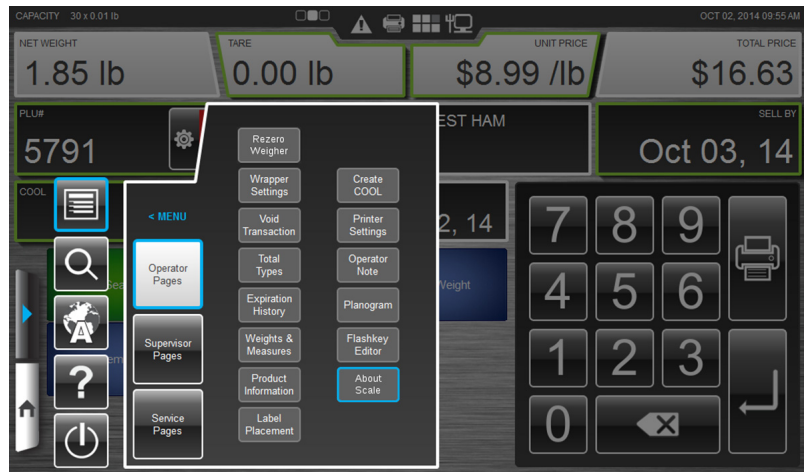 CAPACITY 30 x 0.01 lb
OCT 02, 2014 09:55 AM
NET WEIGHT
1.85 lb
TARE
0.00 lb
UNIT PRICE
$8.99 /lb
TOTAL PRICE
$16.63
PLU#
5791
EST HAM
SELL BY
Oct 03, 14
COOL
2, 14
< MENU
Operator
Pages
Supervisor
Pages
Service
Pages
Rezero
Weigher
Wrapper
Settings
Void
Transaction
Total
Types
Expiration
History
Weights &
Measures
Product
Information
Label
Placement
Create
COOL
Printer
Settings
Operator
Note
Planogram
Flashkey
Editor
About
Scale
Sea
em
Weight
A
?
7 8 9
4 5 6
1 2 3
0